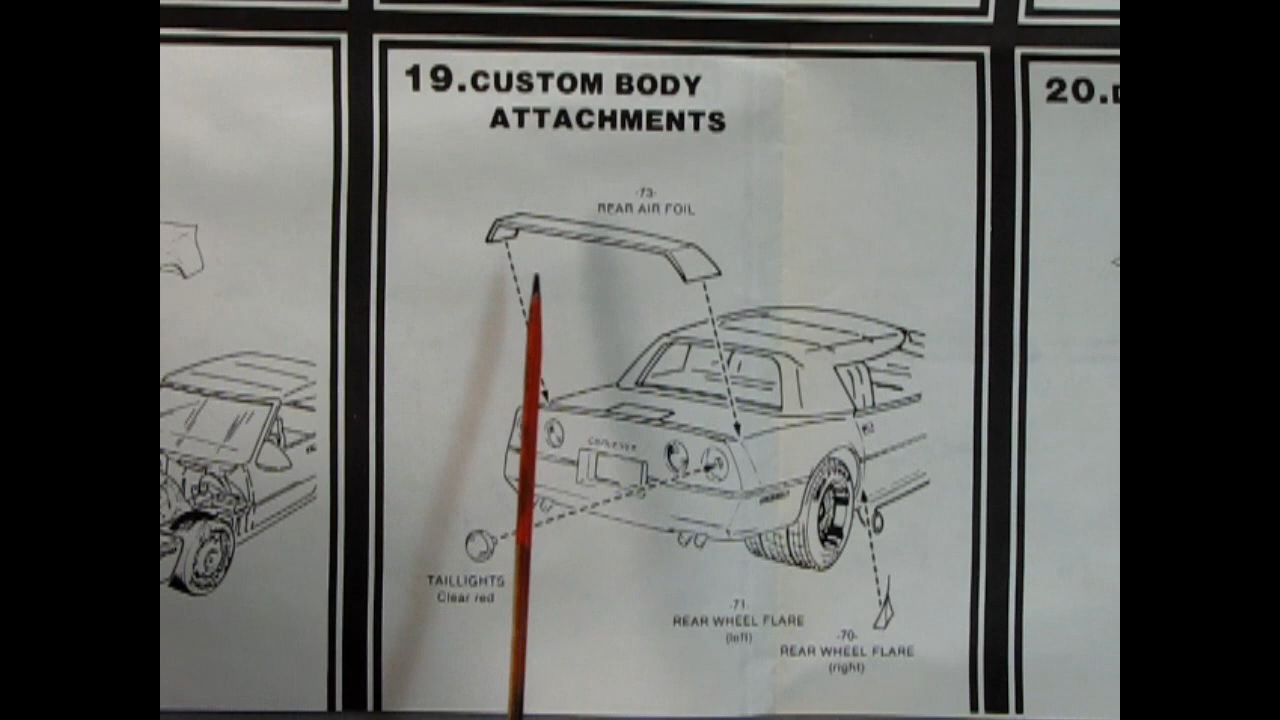 19. CUSTOM BODY
ATTACHMENTS
-73-
REAR AIR FOIL
TAILLIGHTS
Clear red
-71-
REAR WHEEL FLARE
(left)
-70-
REAR WHEEL FLARE
(right)
20.